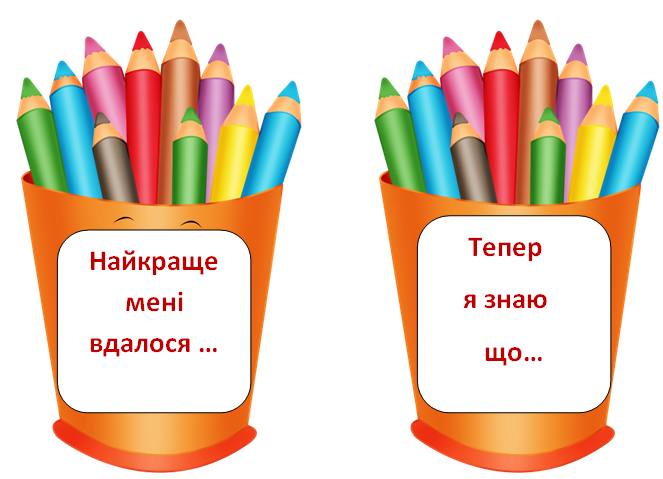 Найкраще
мені
вдалося ...
Тепер
я знаю
що...